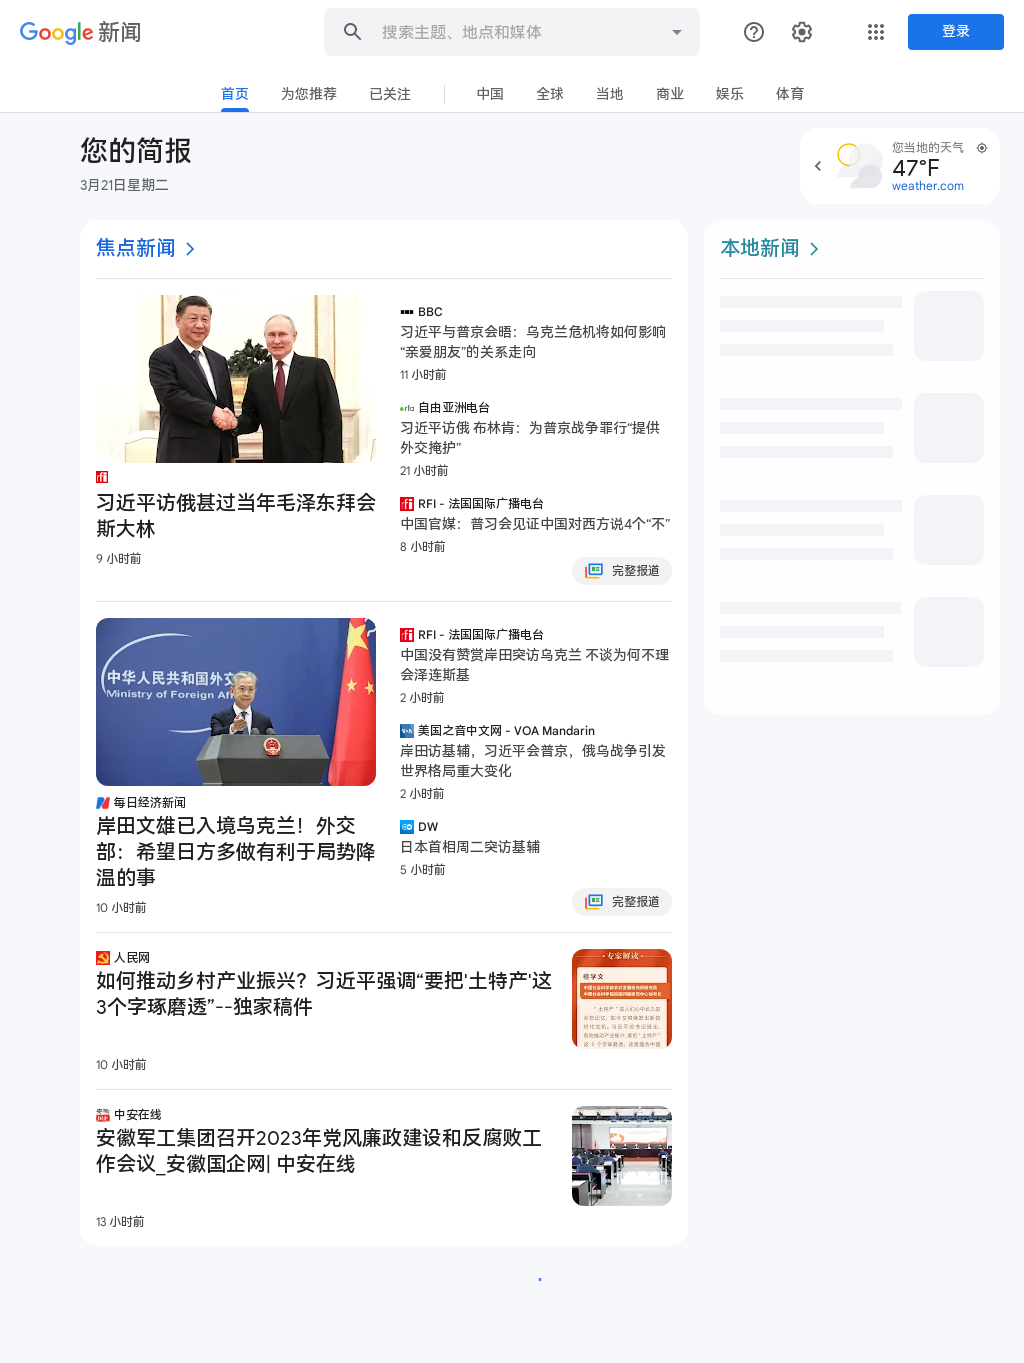 Google 新闻
搜索主题、地点和媒体
登录
首页
为您推荐
已关注
中国
全球
当地
商业
娱乐
体育
您的简报
3月21日星期二
您当地的天气
47°F
weather.com
焦点新闻
习近平访俄甚过当年毛泽东拜会
斯大林
9 小时前
BBC
习近平与普京会晤：乌克兰危机将如何影响
“亲爱朋友”的关系走向
11 小时前
rfa 自由亚洲电台
习近平访俄 布林肯：为普京战争罪行“提供
外交掩护”
21 小时前
RFI - 法国国际广播电台
中国官媒：普习会见证中国对西方说4个“不”
8 小时前
完整报道
中华人民共和国外交
Ministry of Foreign Affairs
每日经济新闻
岸田文雄已入境乌克兰！外交
部：希望日方多做有利于局势降
温的事
10 小时前
RFI - 法国国际广播电台
中国没有赞赏岸田突访乌克兰 不谈为何不理
会泽连斯基
2 小时前
美国之音中文网 - VOA Mandarin
岸田访基辅，习近平会普京，俄乌战争引发
世界格局重大变化
2 小时前
DW
日本首相周二突访基辅
5 小时前
完整报道
人民网
如何推动乡村产业振兴？习近平强调“要把'土特产'这
3个字琢磨透”--独家稿件
10 小时前
专家解读
中安在线
安徽军工集团召开2023年党风廉政建设和反腐败工
作会议_安徽国企网| 中安在线
13 小时前
本地新闻